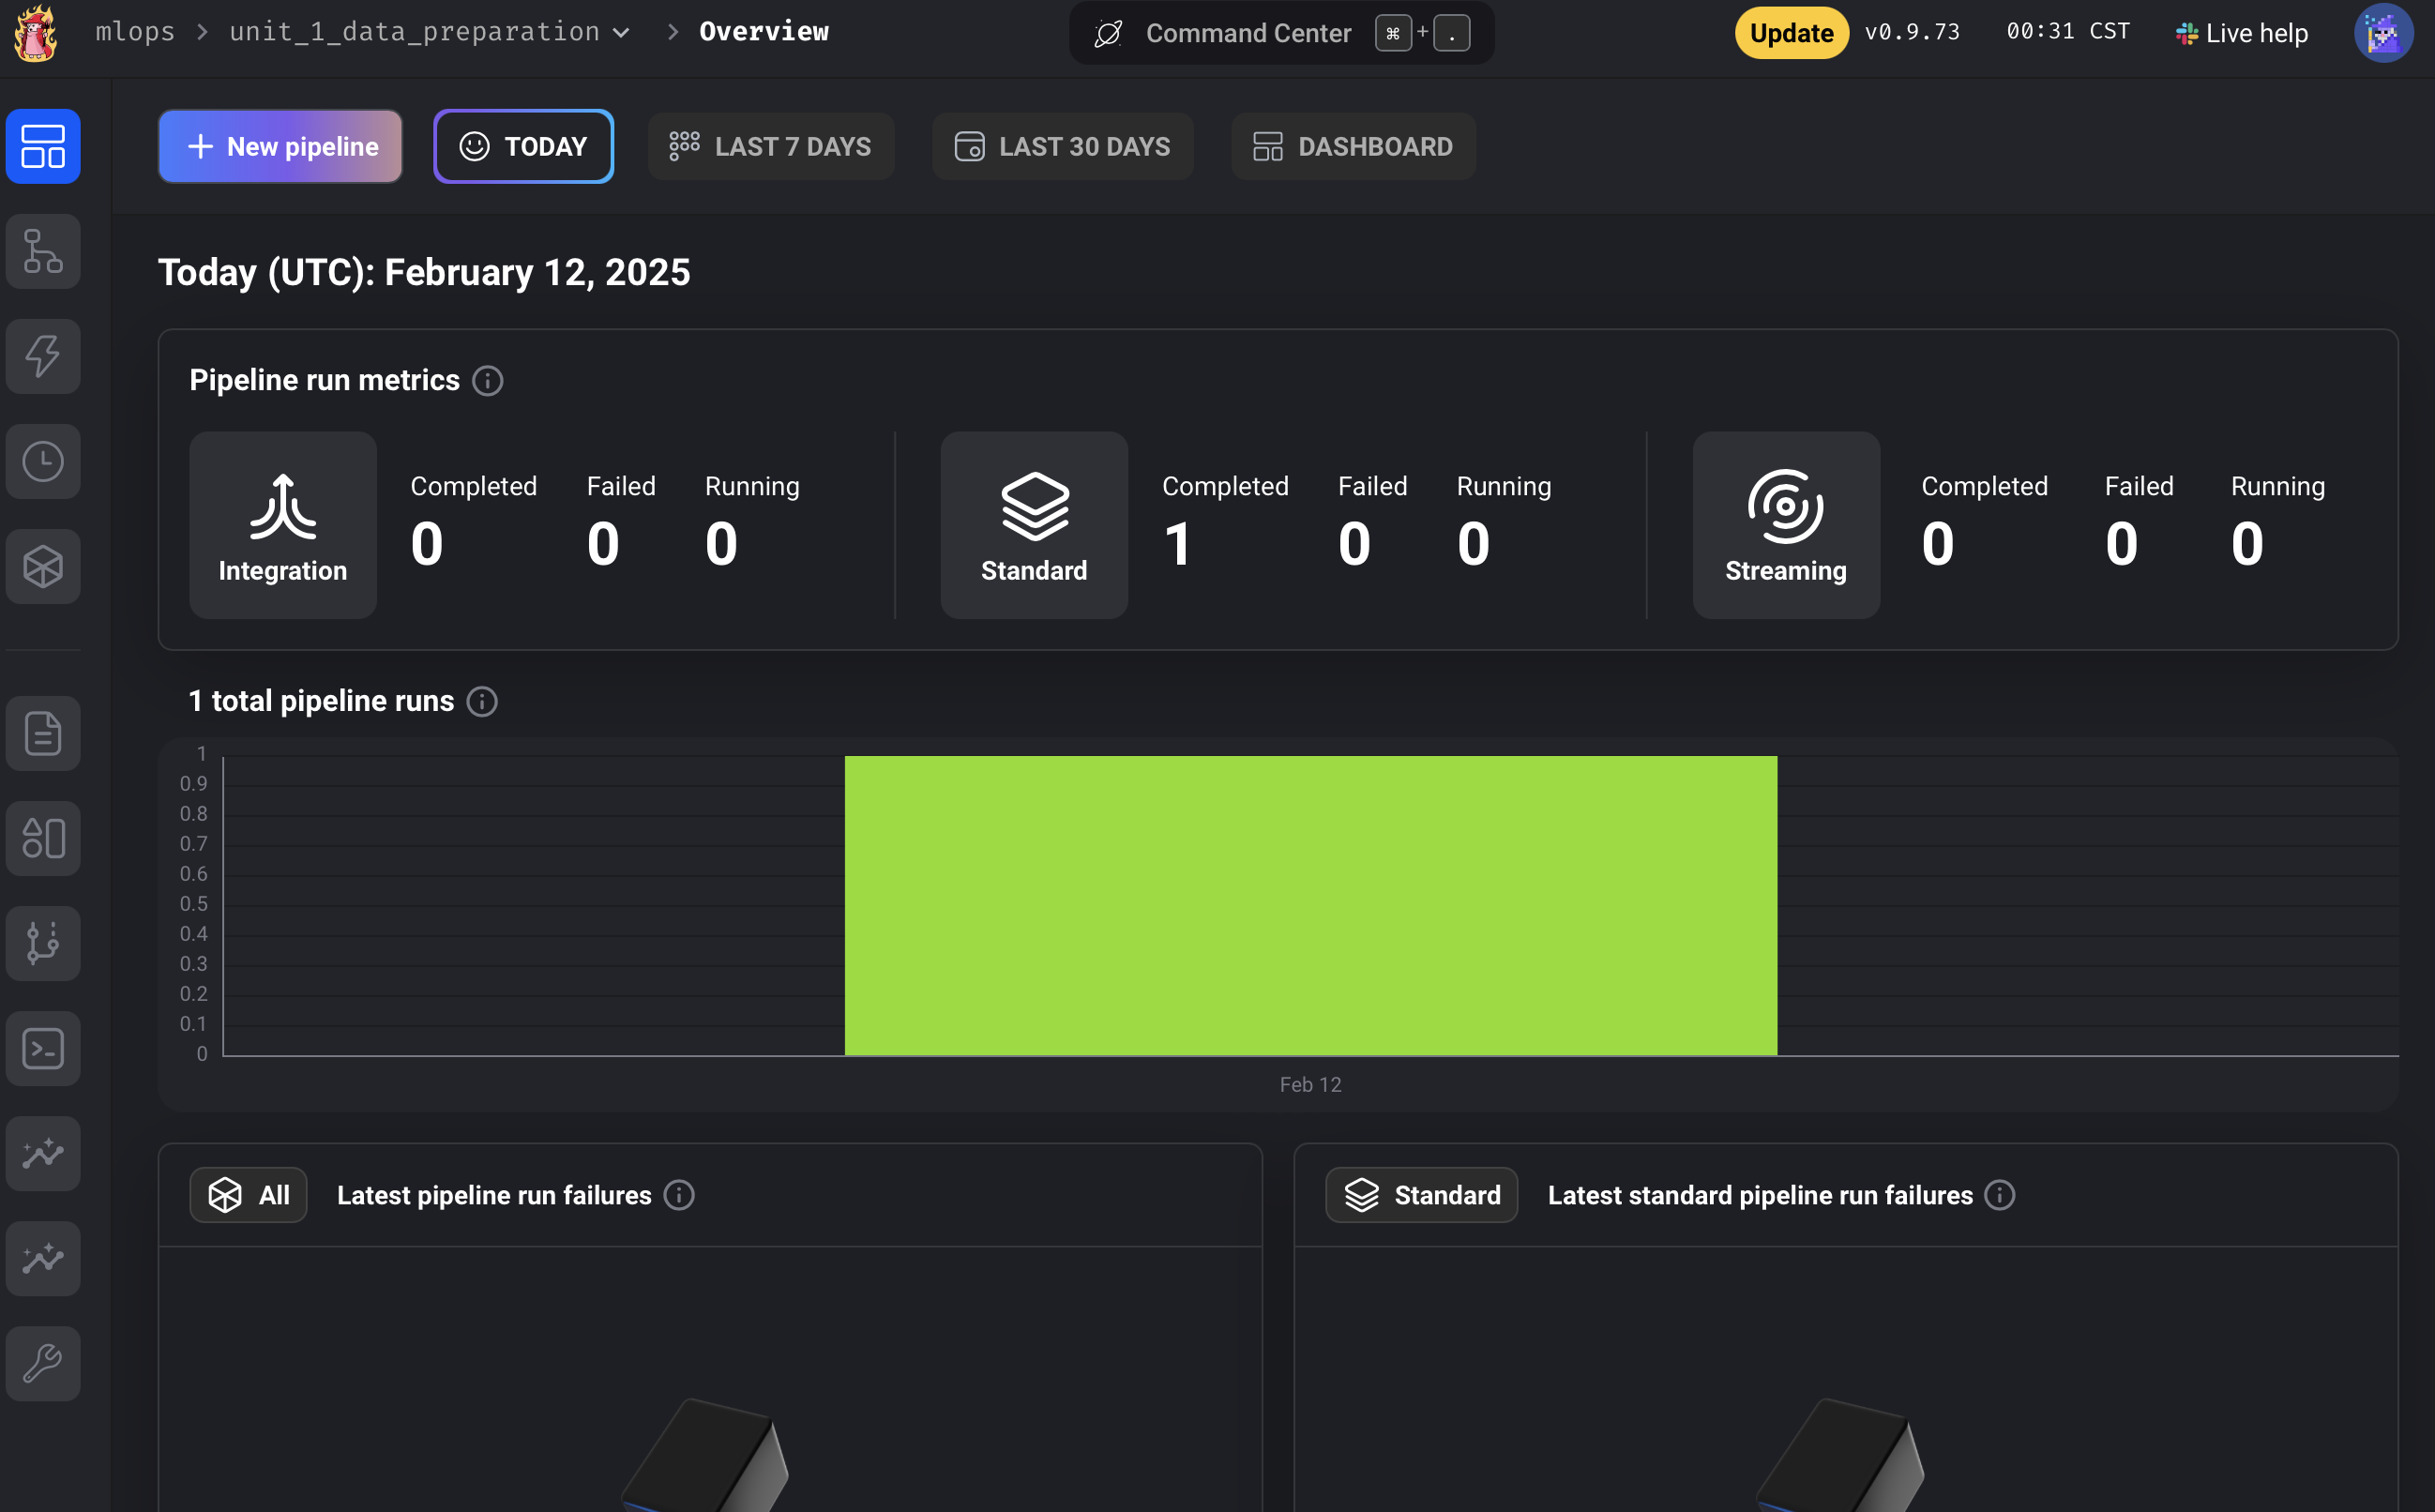 mlops > unit_1_data_preparation > Overview
Command Center ⌘ + .
Update v0.9.73 00:31 CST Live help
+ New pipeline TODAY LAST 7 DAYS LAST 30 DAYS DASHBOARD
Today (UTC): February 12, 2025
Pipeline run metrics
Integration
Completed Failed Running
0 0 0
Standard
Completed Failed Running
1 0 0
Streaming
Completed Failed Running
0 0 0
1 total pipeline runs
1
0.9
0.8
0.7
0.6
0.5
0.4
0.3
0.2
0.1
0
Feb 12
All Latest pipeline run failures
Standard Latest standard pipeline run failures